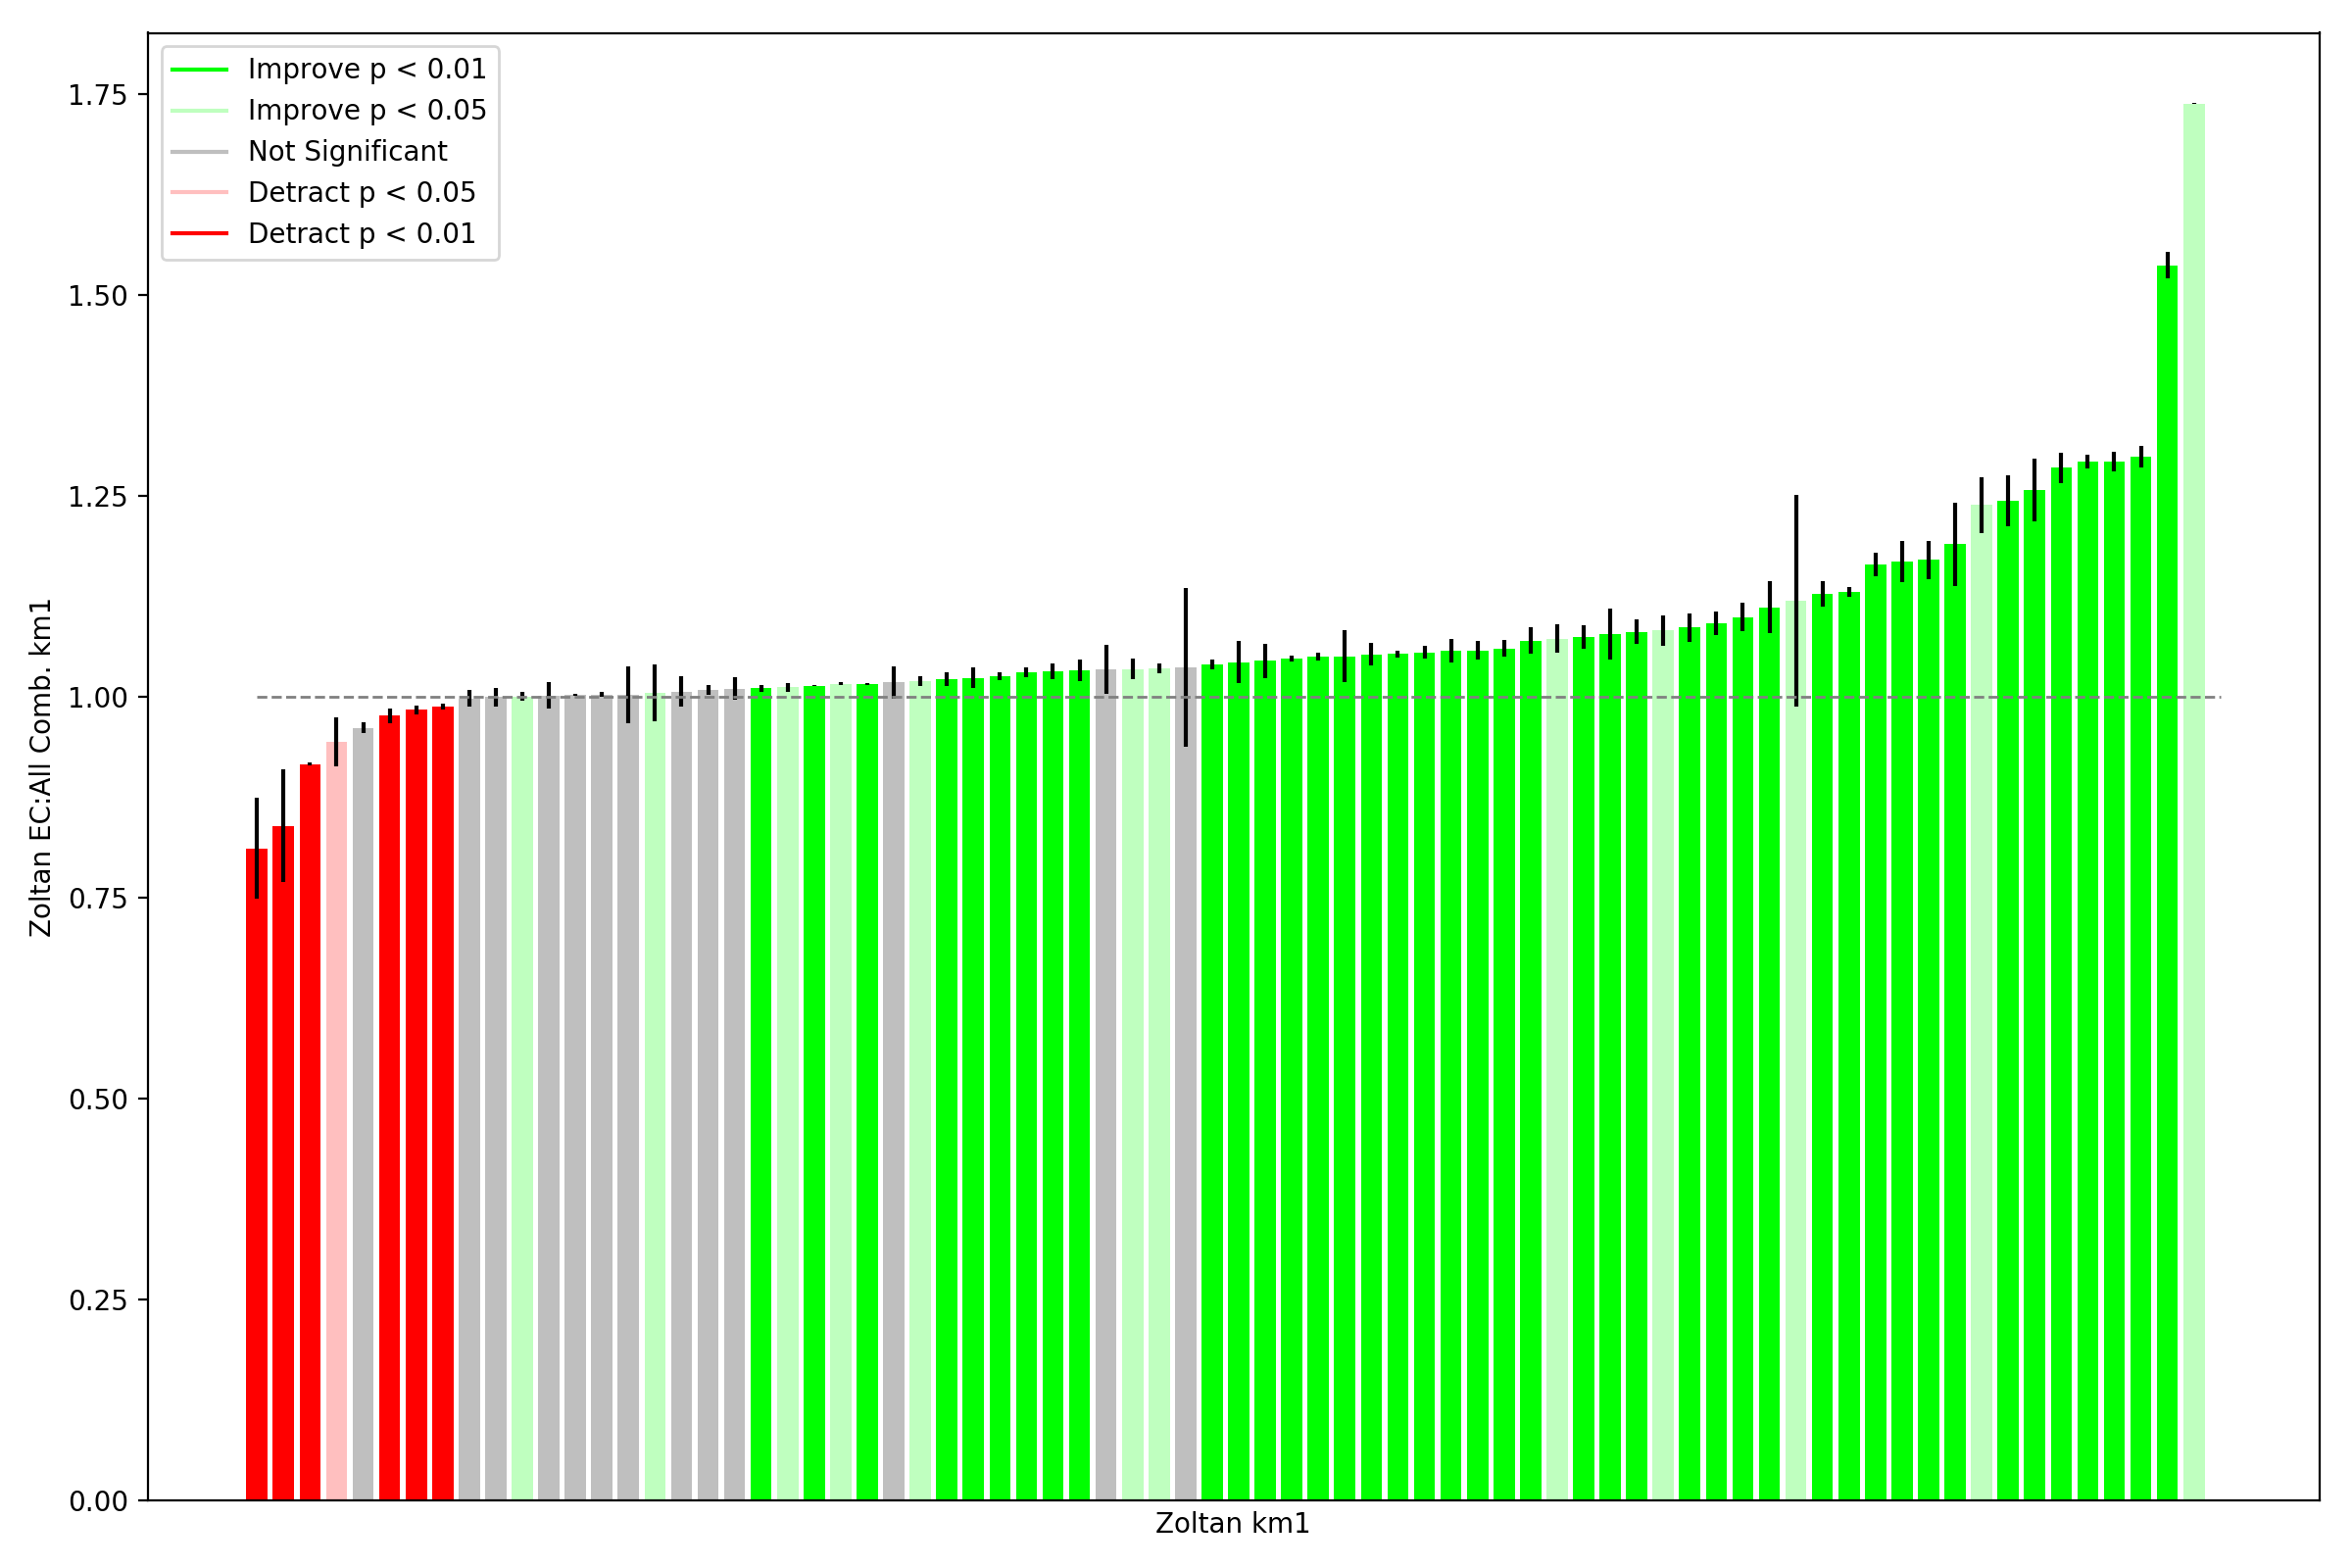 Improve p < 0.01
Improve p < 0.05
Not Significant
Detract p < 0.05
Detract p < 0.01
1.75
1.50
1.25
1.00
0.75
0.50
0.25
0.00
Zoltan EC:All Comb. km1
Zoltan km1